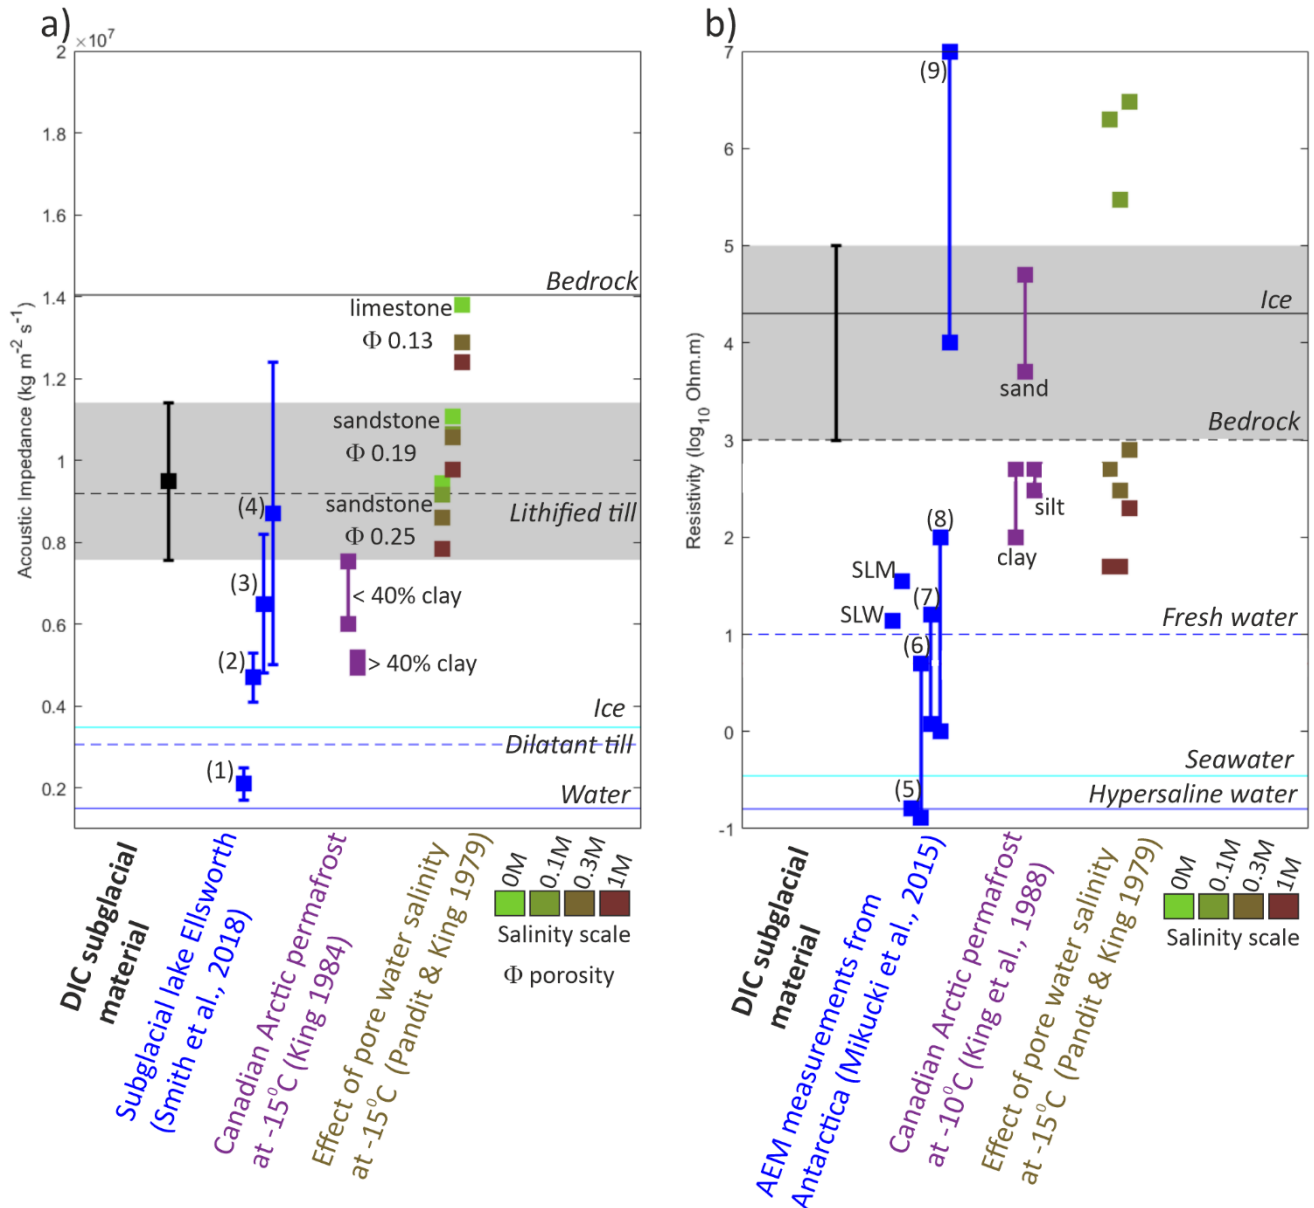 a)
×10⁷
2
1.8
1.6
1.4
1.2
1
0.8
0.6
0.4
0.2
Acoustic Impedance (kg m⁻² s⁻¹)
Bedrock
limestone
Φ 0.13
sandstone
Φ 0.19
sandstone
Φ 0.25
Lithified till
(4)
(3)
(2)
(1)
< 40% clay
> 40% clay
Ice
Dilatant till
Water
DIC subglacial
material
Subglacial lake Ellsworth
(Smith et al., 2018)
Canadian Arctic permafrost
at -15⁰C (King 1984)
Effect of pore water salinity
at -15⁰C (Pandit & King 1979)
0M
0.1M
0.3M
1M
Salinity scale
Φ porosity
b)
7
6
5
4
3
2
1
0
-1
Resistivity (log₁₀ Ohm.m)
(9)
Ice
sand
Bedrock
silt
clay
(8)
SLM
(7)
SLW
Fresh water
(6)
Seawater
(5)
Hypersaline water
DIC subglacial
material
AEM measurements from
Antarctica (Mikucki et al., 2015)
Canadian Arctic permafrost
at -10⁰C (King et al., 1988)
Effect of pore water salinity
at -15⁰C (Pandit & King 1979)
0M
0.1M
0.3M
1M
Salinity scale